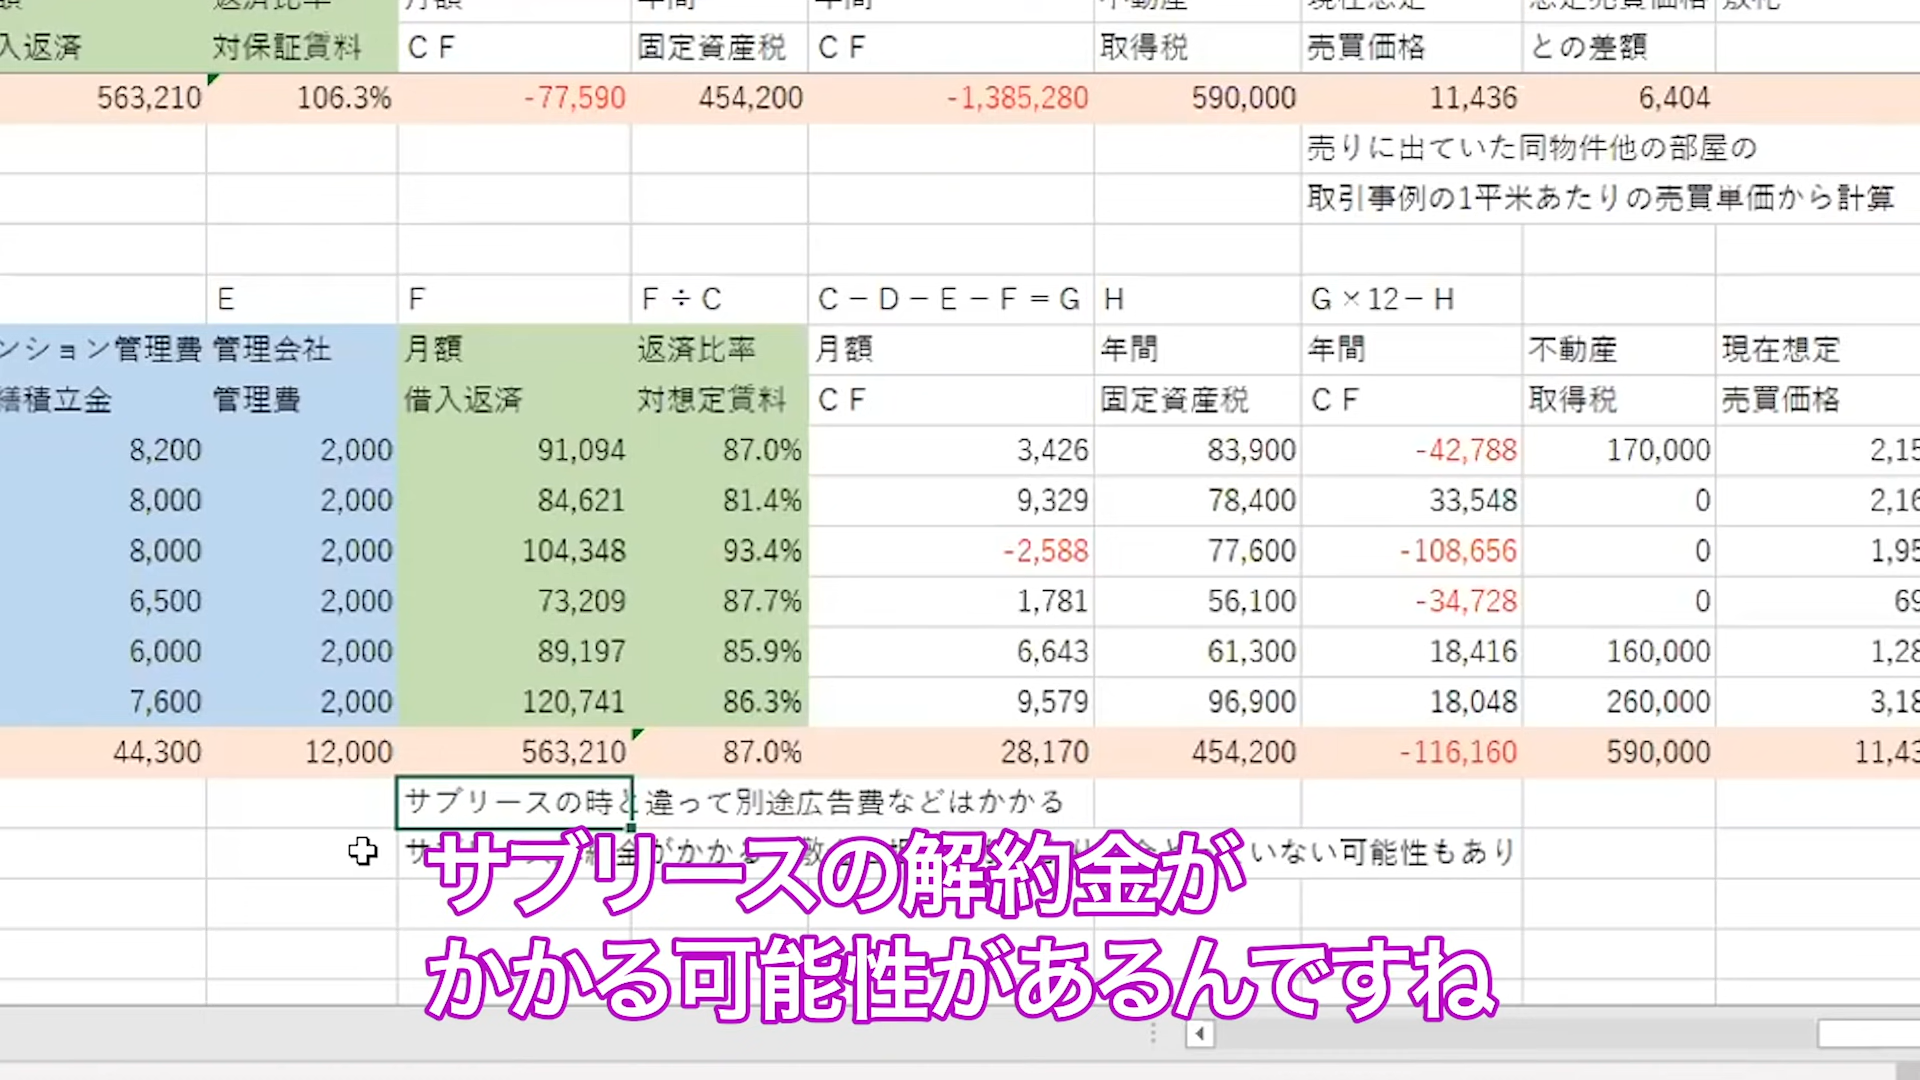 入返済 対保証賃料 ＣＦ 固定資産税 ＣＦ 取得税 売買価格 との差額
563,210 106.3% -77,590 454,200 -1,385,280 590,000 11,436 6,404
売りに出ていた同物件他の部屋の
取引事例の1平米あたりの売買単価から計算
E F F÷C C－D－E－F＝G H G×12－H
ンション管理費 管理会社 月額 返済比率 月額 年間 年間 不動産 現在想定
繕積立金 管理費 借入返済 対想定賃料 ＣＦ 固定資産税 ＣＦ 取得税 売買価格
8,200 2,000 91,094 87.0% 3,426 83,900 -42,788 170,000 2,15
8,000 2,000 84,621 81.4% 9,329 78,400 33,548 0 2,16
8,000 2,000 104,348 93.4% -2,588 77,600 -108,656 0 1,95
6,500 2,000 73,209 87.7% 1,781 56,100 -34,728 0 69
6,000 2,000 89,197 85.9% 6,643 61,300 18,416 160,000 1,28
7,600 2,000 120,741 86.3% 9,579 96,900 18,048 260,000 3,18
44,300 12,000 563,210 87.0% 28,170 454,200 -116,160 590,000 11,43
サブリースの時と違って別途広告費などはかかる
いない可能性もあり
サブリースの解約金が
かかる可能性があるんですね